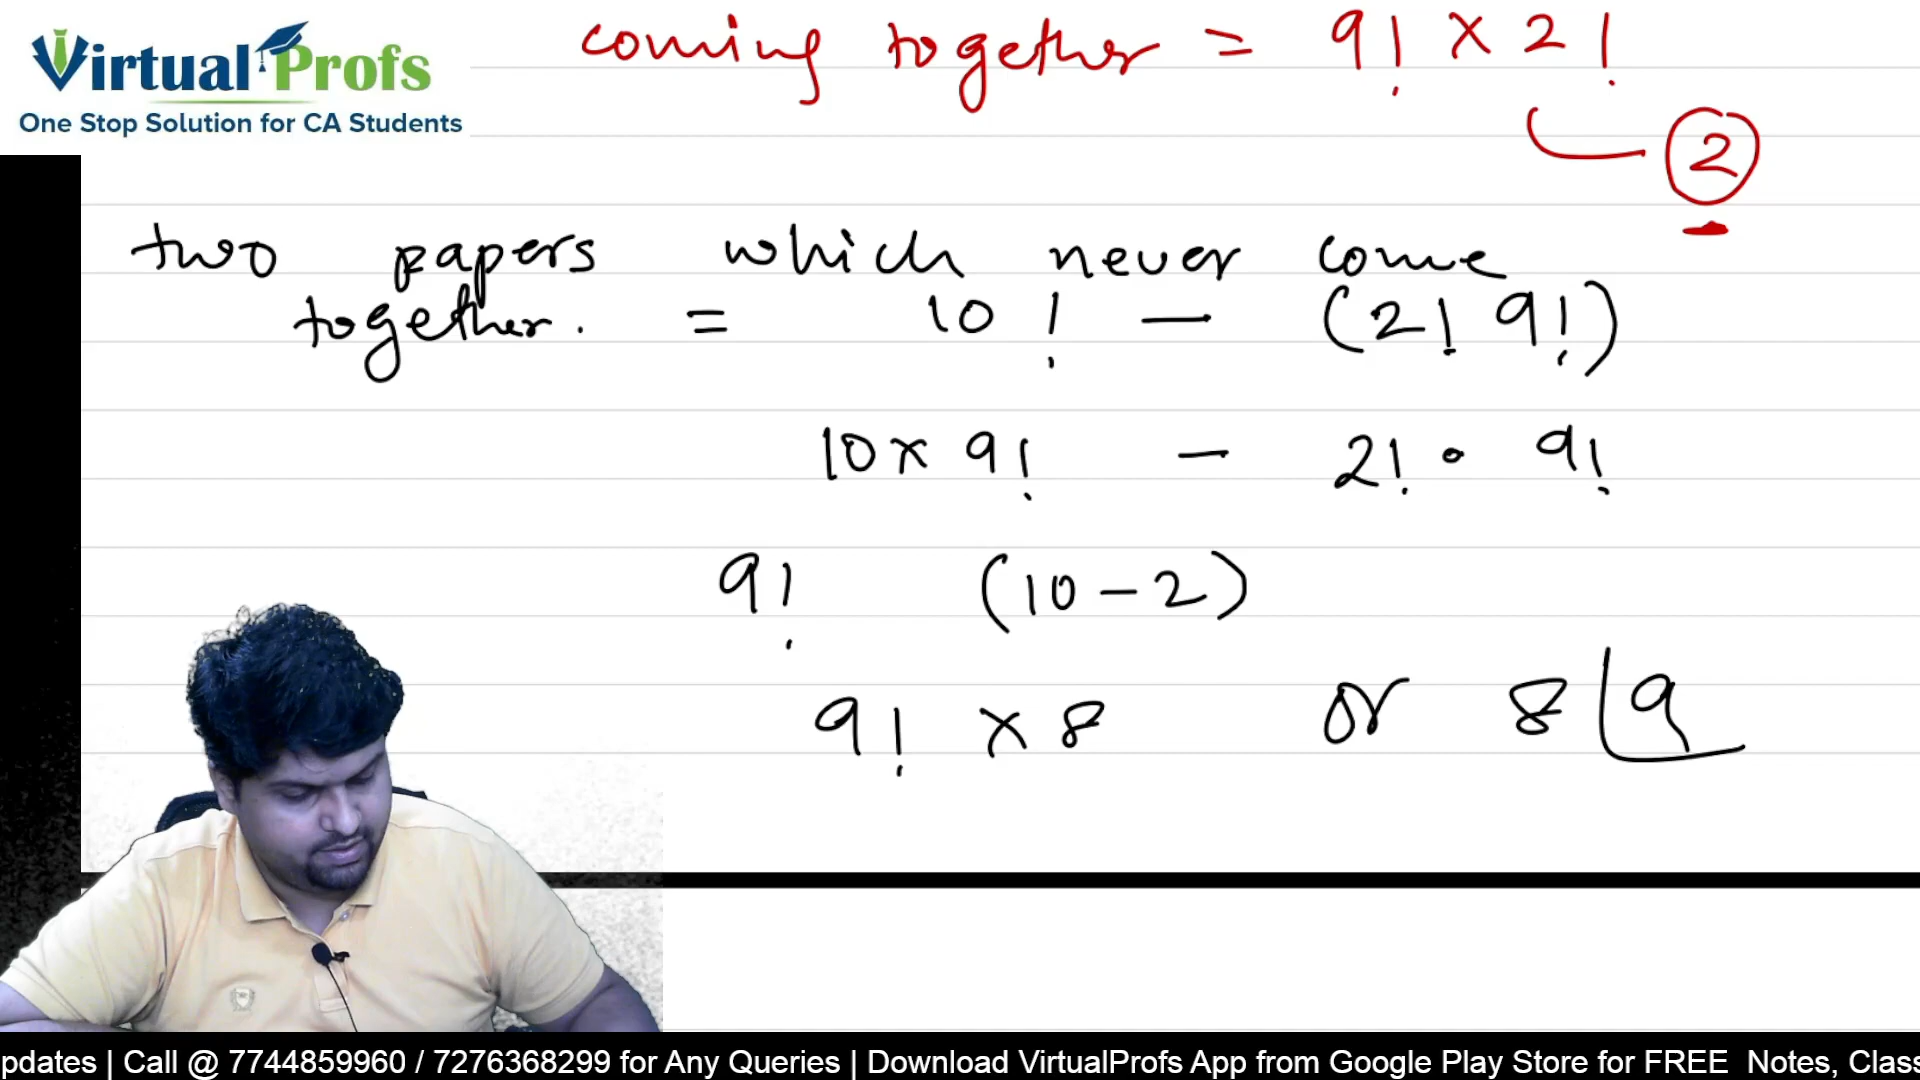 Virtual Profs
One Stop Solution for CA Students
coming together = 9! × 2!
2
two papers which never come
together. = 10! – (2! 9!)
10 × 9! – 2! · 9!
9! (10 – 2)
9! × 8 or 8⌊9
pdates | Call @ 7744859960 / 7276368299 for Any Queries | Download VirtualProfs App from Google Play Store for FREE Notes, Class